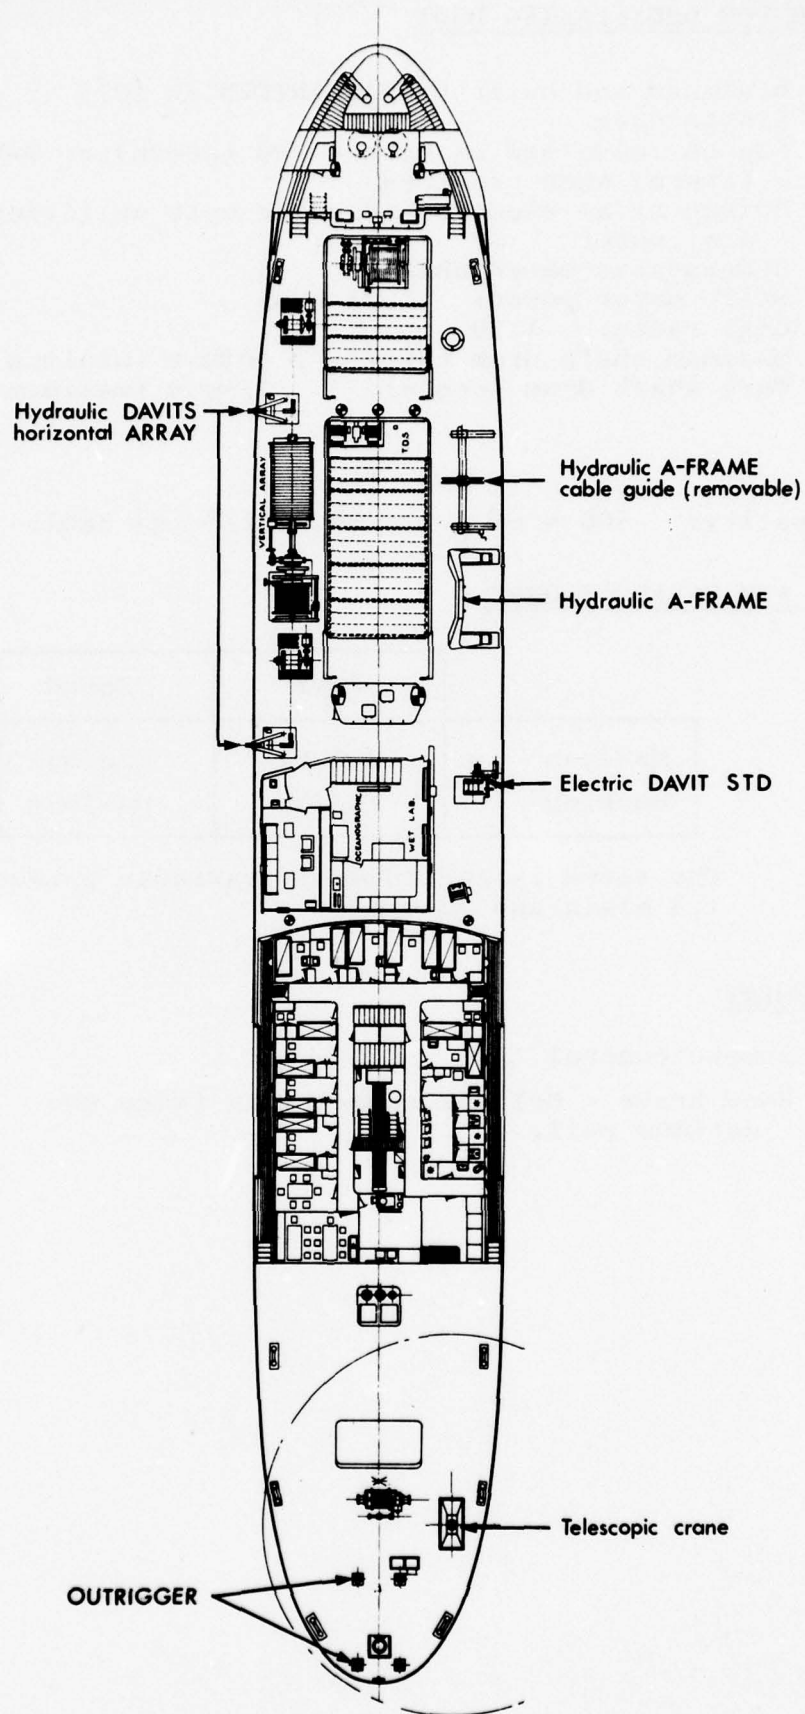 T.D.S
Hydraulic DAVITS
horizontal ARRAY
VERTICAL ARRAY
Hydraulic A-FRAME
cable guide (removable)
Hydraulic A-FRAME
Electric DAVIT STD
OCEANOGRAPHIC
WET LAB.
Telescopic crane
OUTRIGGER